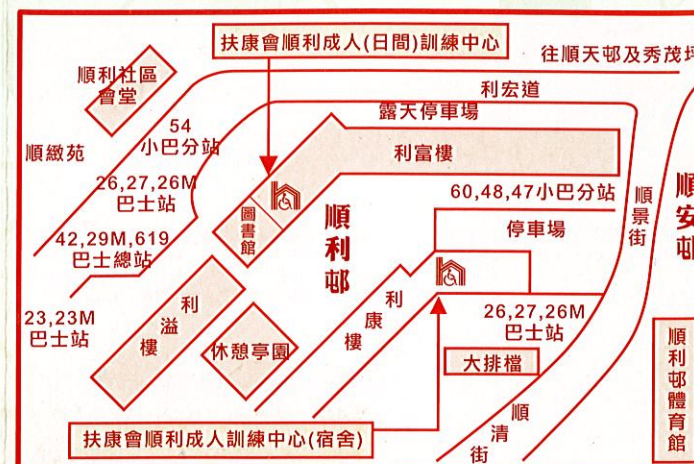 扶康會順利成人(日間)訓練中心
往順天邨及秀茂坪
順利社區
會堂
利宏道
露天停車場
54
小巴分站
順緻苑
利富樓
26,27,26M
巴士站
60,48,47小巴分站
順景街
順安邨
圖書館
順利邨
停車場
42,29M,619
巴士總站
23,23M
巴士站
利溢樓
利康樓
休憩亭園
26,27,26M
巴士站
大排檔
順利邨體育館
順清街
扶康會順利成人訓練中心(宿舍)